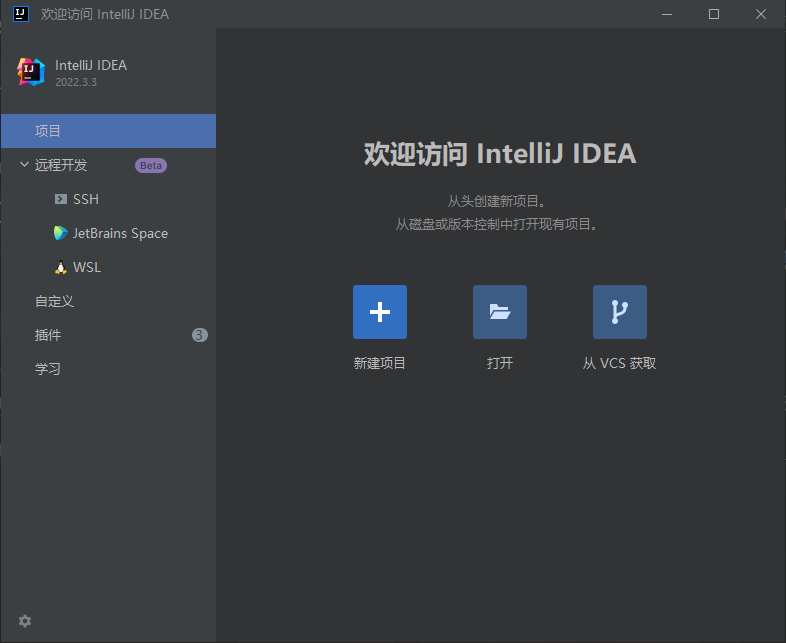 欢迎访问 IntelliJ IDEA
IntelliJ IDEA
2022.3.3
项目
远程开发 Beta
SSH
JetBrains Space
WSL
自定义
插件 3
学习
欢迎访问 IntelliJ IDEA
从头创建新项目。
从磁盘或版本控制中打开现有项目。
新建项目
打开
从 VCS 获取